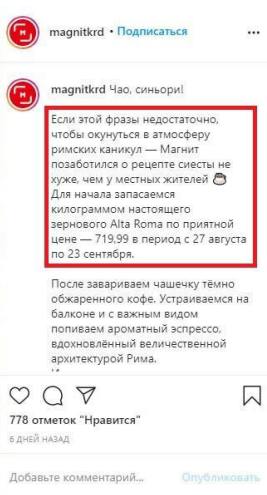 magnitkrd • Подписаться
magnitkrd Чао, синьори!
Если этой фразы недостаточно,
чтобы окунуться в атмосферу
римских каникул — Магнит
позаботился о рецепте сиесты не
хуже, чем у местных жителей
Для начала запасаемся
килограммом настоящего
зернового Alta Roma по приятной
цене — 719,99 в период с 27 августа
по 23 сентября.
После завариваем чашечку тёмно
обжаренного кофе. Устраиваемся на
балконе и с важным видом
попиваем ароматный эспрессо,
вдохновлённый величественной
архитектурой Рима.
778 отметок "Нравится"
6 ДНЕЙ НАЗАД
Добавьте комментарий... Опубликовать